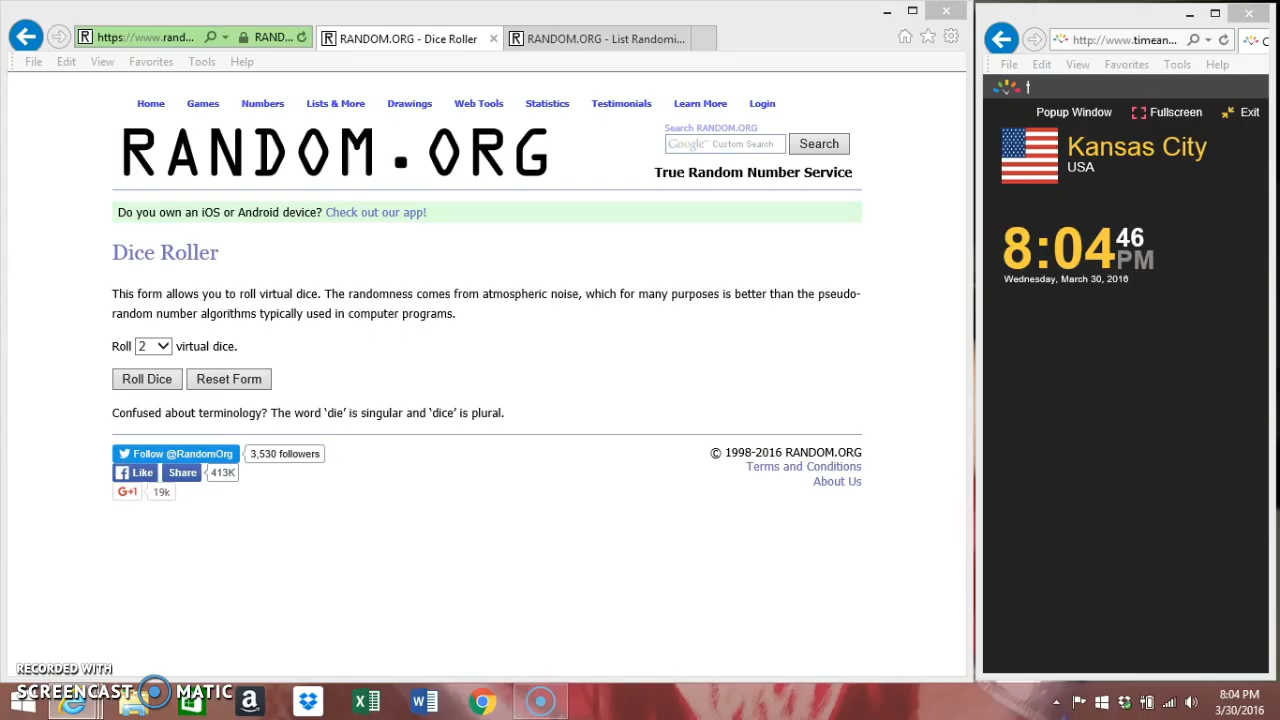 https://www.rand...
RAND...
RANDOM.ORG - Dice Roller
RANDOM.ORG - List Randomi...
File Edit View Favorites Tools Help
Home Games Numbers Lists & More Drawings Web Tools Statistics Testimonials Learn More Login
RANDOM.ORG
Search RANDOM.ORG
Google™ Custom Search
Search
True Random Number Service
Do you own an iOS or Android device? Check out our app!
Dice Roller
This form allows you to roll virtual dice. The randomness comes from atmospheric noise, which for many purposes is better than the pseudo-
random number algorithms typically used in computer programs.
Roll 2 virtual dice.
Roll Dice Reset Form
Confused about terminology? The word ‘die’ is singular and ‘dice’ is plural.
Follow @RandomOrg 3,530 followers
Like Share 413K
G+1 19k
© 1998-2016 RANDOM.ORG
Terms and Conditions
About Us
http://www.timean...
File Edit View Favorites Tools Help
Popup Window Fullscreen Exit
Kansas City
USA
8:04 46 PM
Wednesday, March 30, 2016
RECORDED WITH
SCREENCAST MATIC
8:04 PM
3/30/2016